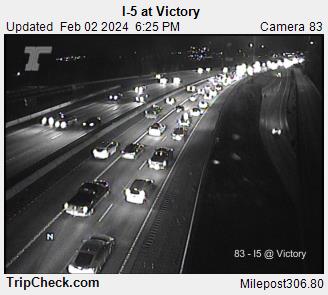 I-5 at Victory
Updated Feb 02 2024 6:25 PM Camera 83
T
N
83 - I5 @ Victory
TripCheck.com Milepost306.80